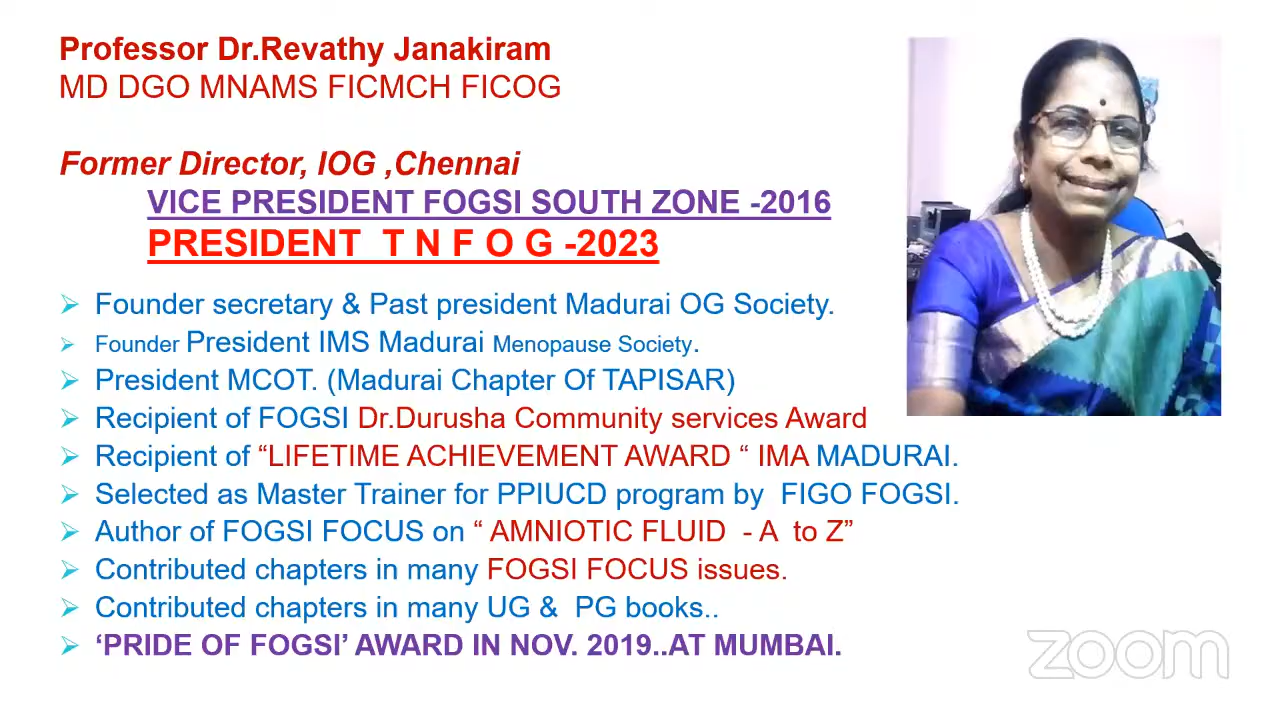 Professor Dr.Revathy Janakiram
MD DGO MNAMS FICMCH FICOG
Former Director, IOG ,Chennai
VICE PRESIDENT FOGSI SOUTH ZONE -2016
PRESIDENT T N F O G -2023
Founder secretary & Past president Madurai OG Society.
Founder President IMS Madurai Menopause Society.
President MCOT. (Madurai Chapter Of TAPISAR)
Recipient of FOGSI Dr.Durusha Community services Award
Recipient of “LIFETIME ACHIEVEMENT AWARD “ IMA MADURAI.
Selected as Master Trainer for PPIUCD program by FIGO FOGSI.
Author of FOGSI FOCUS on “ AMNIOTIC FLUID - A to Z”
Contributed chapters in many FOGSI FOCUS issues.
Contributed chapters in many UG & PG books..
‘PRIDE OF FOGSI’ AWARD IN NOV. 2019..AT MUMBAI.
zoom